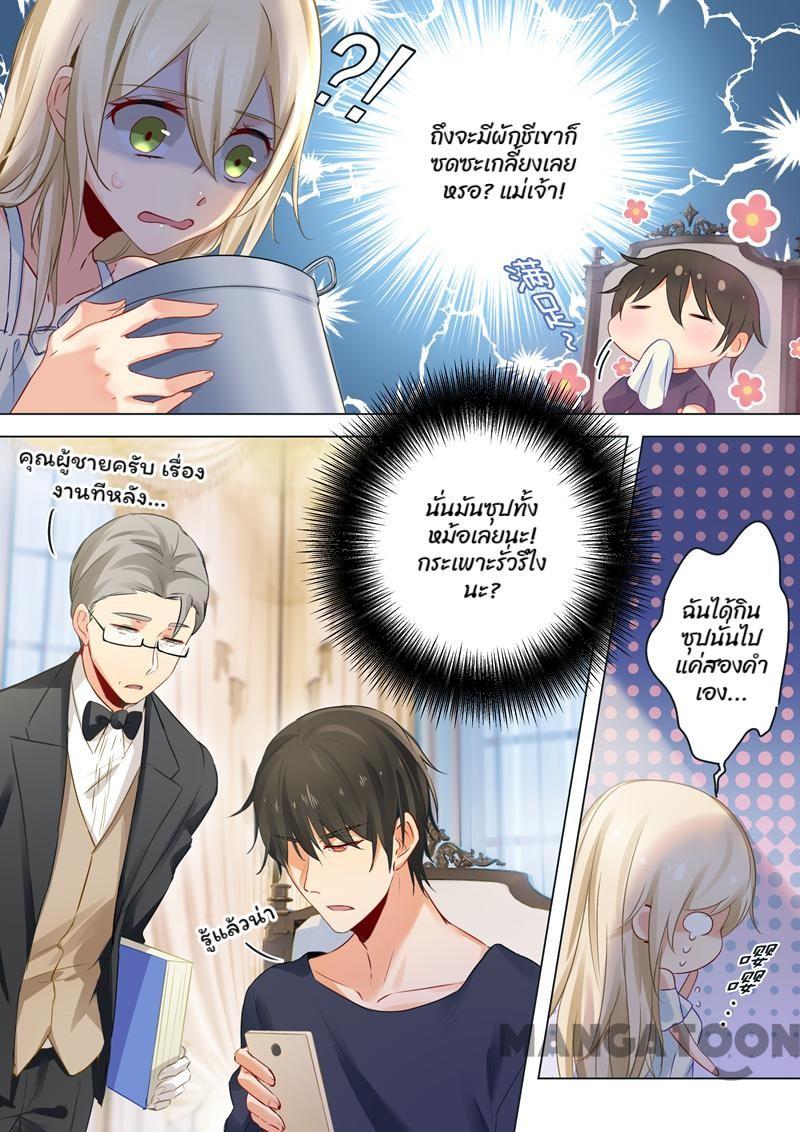 ?!
ถึงจะมีผักชีเขาก็
ซดซะเกลี้ยงเลย
หรอ? แม่เจ้า!
满足~
คุณผู้ชายครับ เรื่อง
งานทีหลัง...
นั่นมันซุปทั้ง
หม้อเลยนะ!
กระเพาะรั่วรึไง
นะ?
ฉันได้กิน
ซุปนั่นไป
แค่สองคำ
เอง...
รู้แล้วน่า
嘤
嘤
嘤
...
MANGATOON